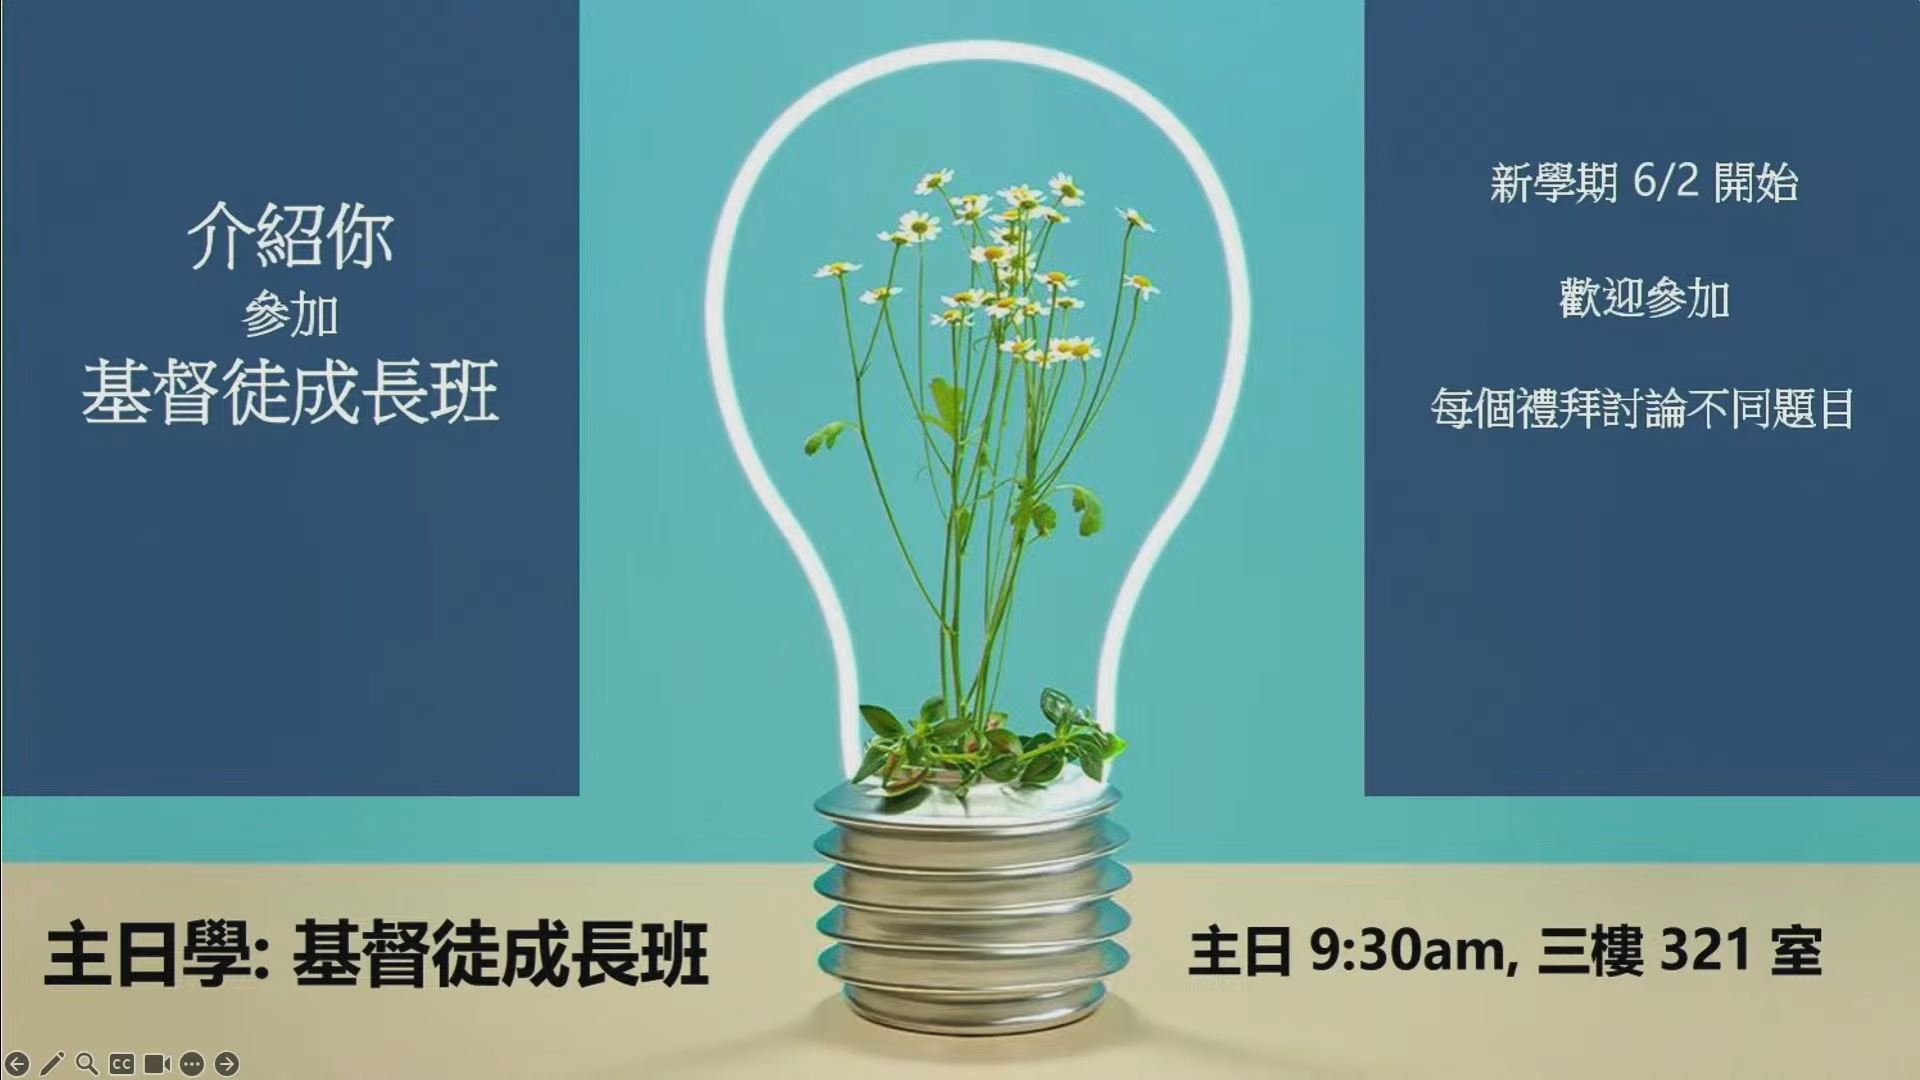 介紹你
參加
基督徒成長班
新學期 6/2 開始
歡迎參加
每個禮拜討論不同題目
主日學: 基督徒成長班
主日 9:30am, 三樓 321 室
CC